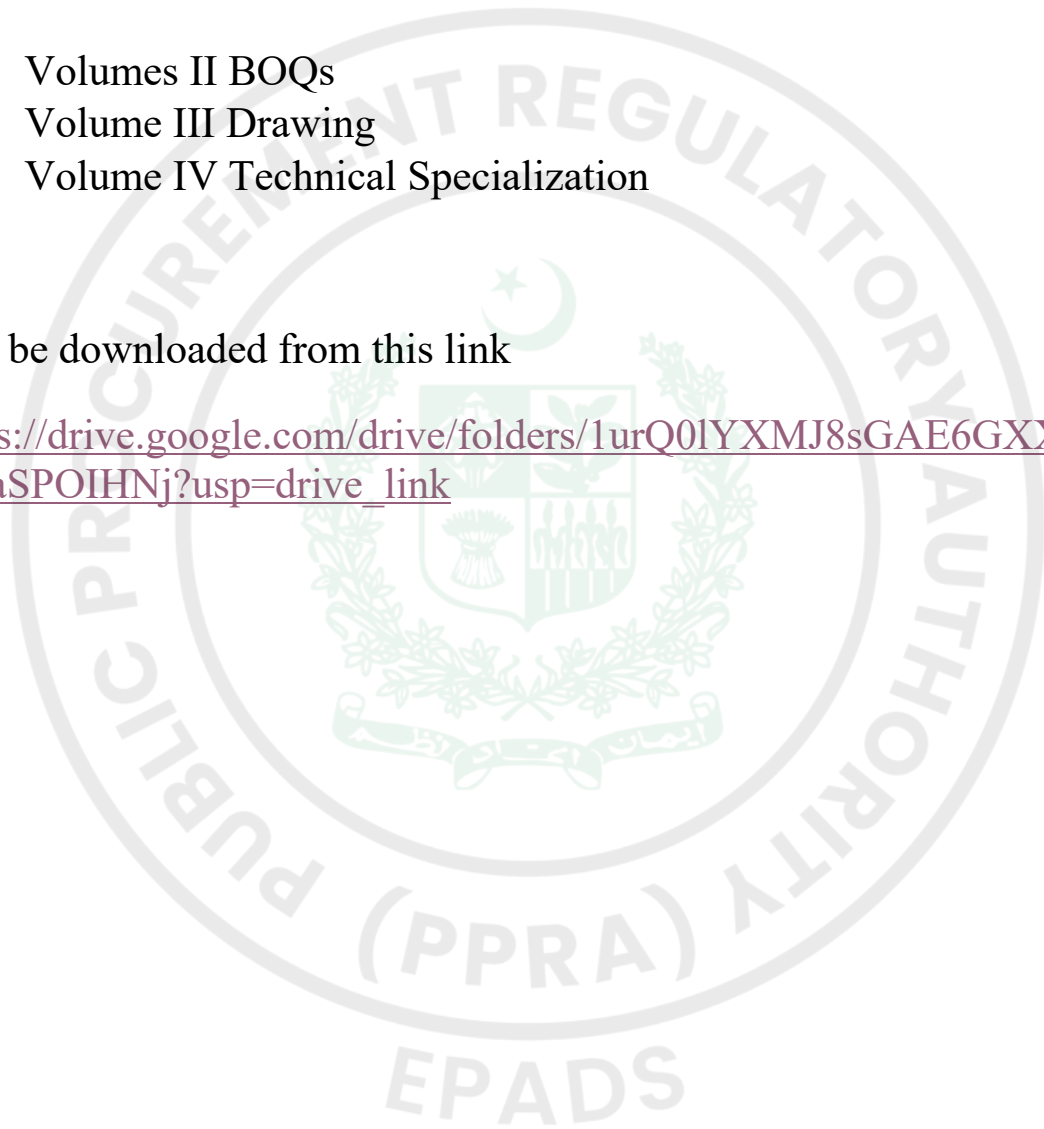 Volumes II BOQs
Volume III Drawing
Volume IV Technical Specialization
be downloaded from this link
s://drive.google.com/drive/folders/1urQ0lYXMJ8sGAE6GXX
aSPOIHNj?usp=drive_link
PUBLIC PROCUREMENT REGULATORY AUTHORITY
(PPRA)
EPADS